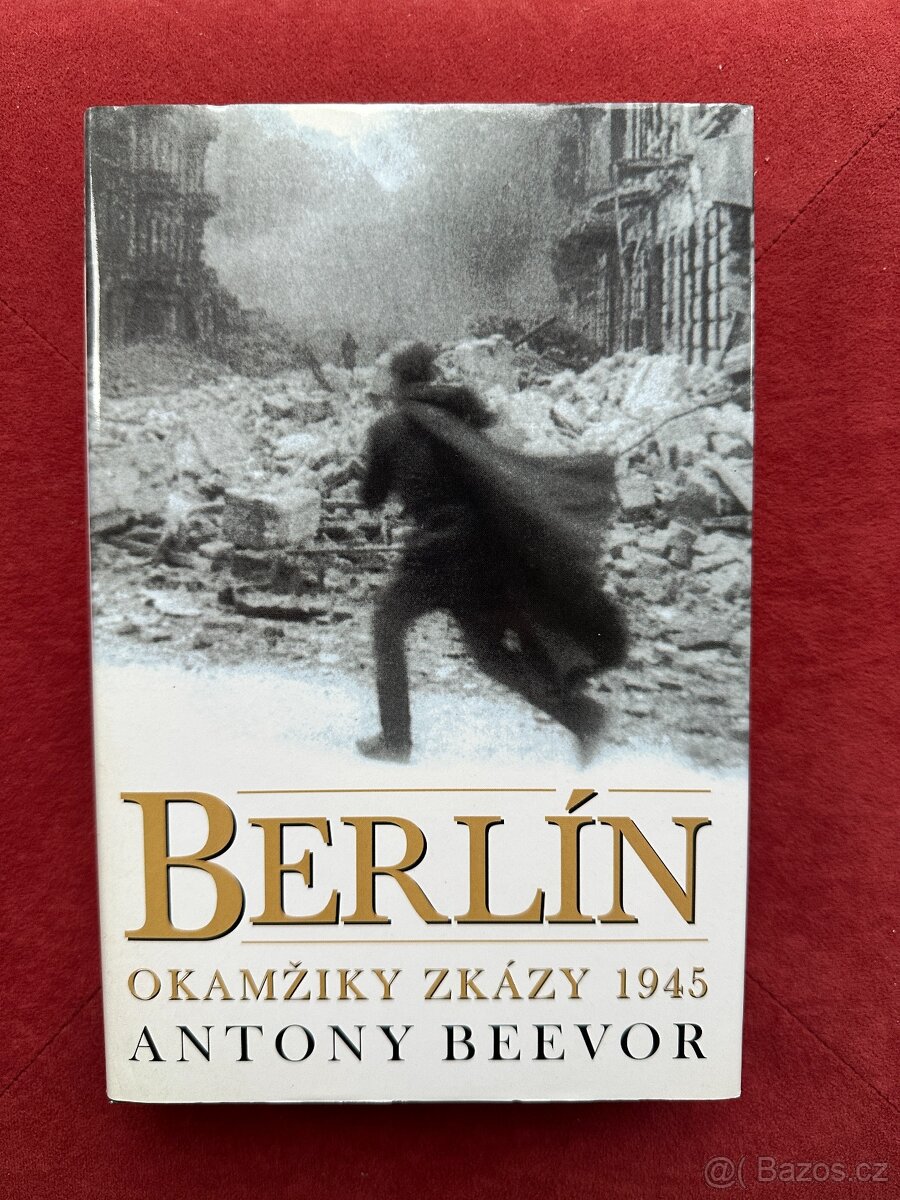 BERLÍN
OKAMŽIKY ZKÁZY 1945
ANTONY BEEVOR
@( Bazos.cz